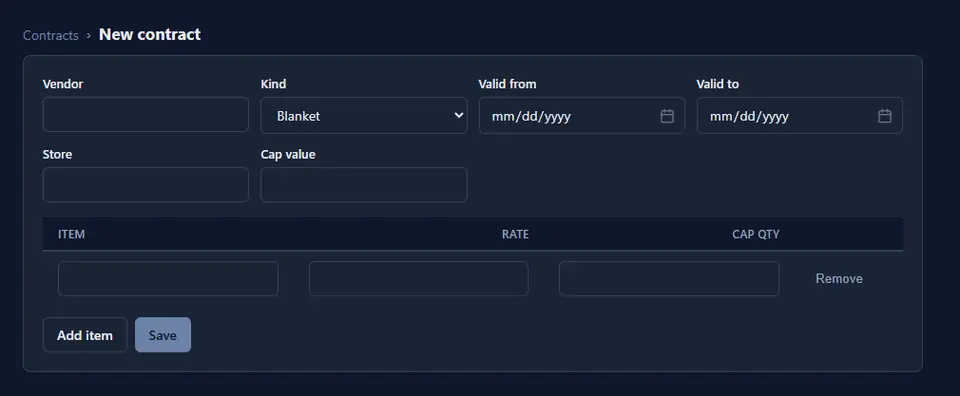 Contracts › New contract
Vendor Kind Valid from Valid to
Blanket mm/dd/yyyy mm/dd/yyyy
Store Cap value
ITEM RATE CAP QTY
Remove
Add item Save